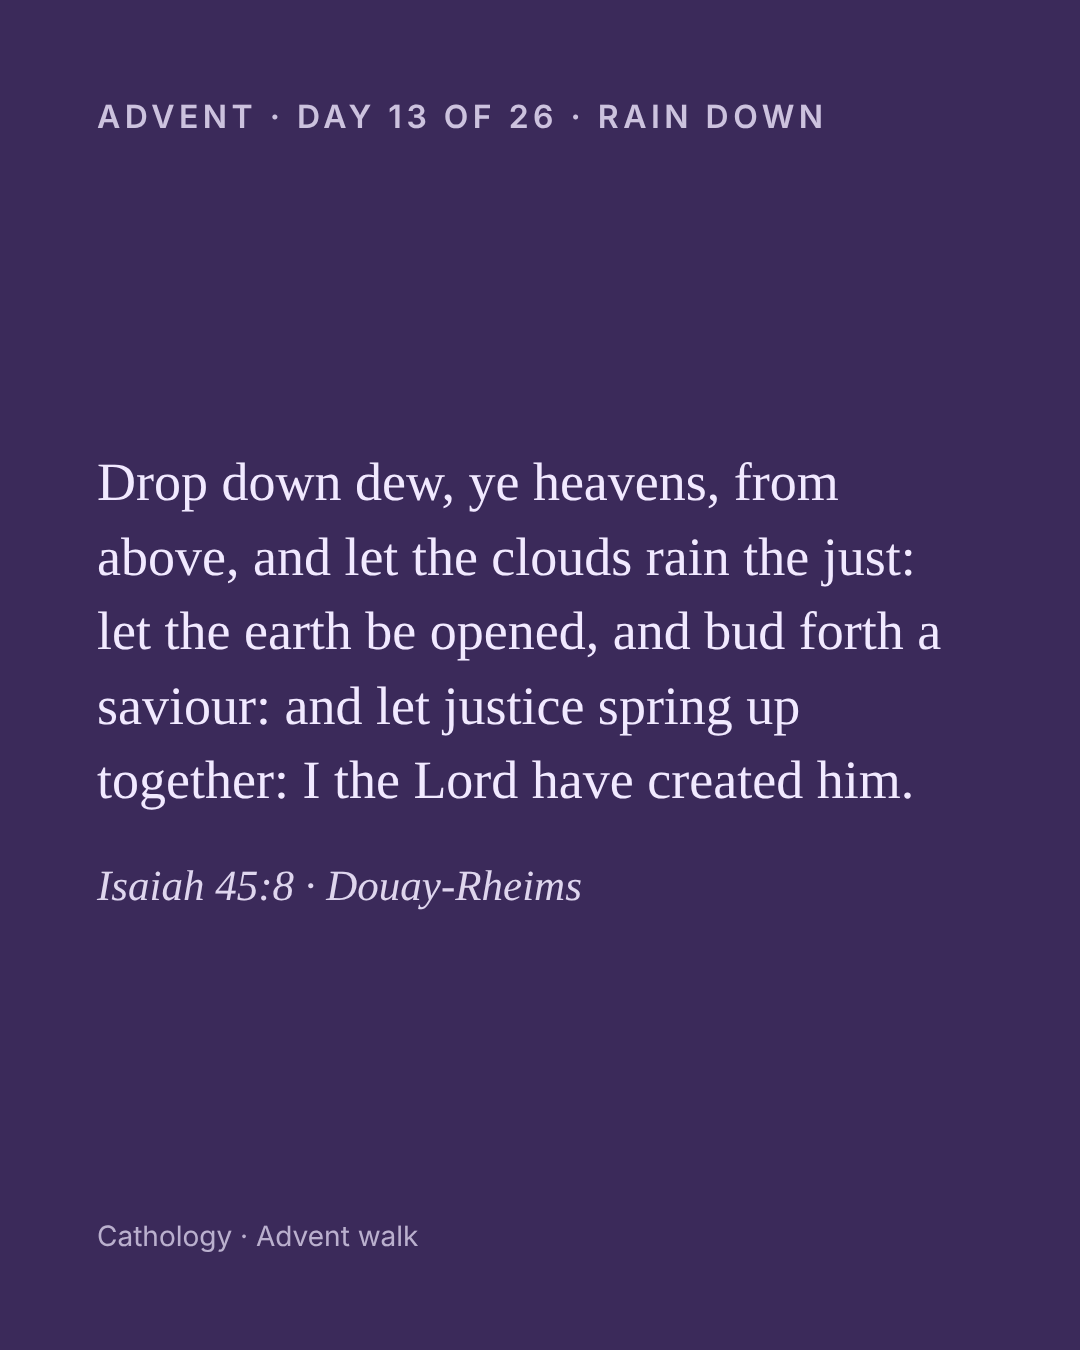 ADVENT · DAY 13 OF 26 · RAIN DOWN
Drop down dew, ye heavens, from
above, and let the clouds rain the just:
let the earth be opened, and bud forth a
saviour: and let justice spring up
together: I the Lord have created him.
Isaiah 45:8 · Douay-Rheims
Cathology · Advent walk